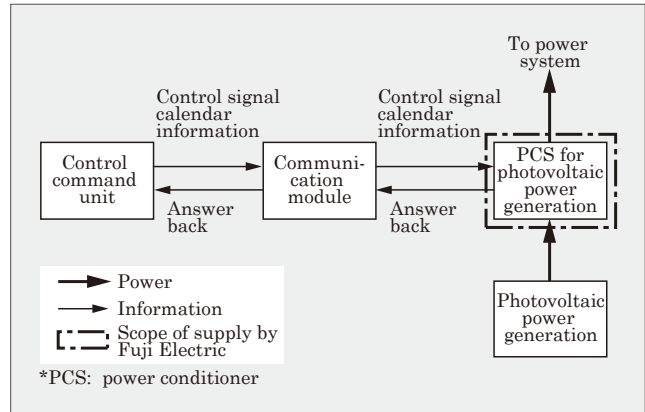 To power
system
Control signal
calendar
information
Control signal
calendar
information
Control
command
unit
Communi-
cation
module
PCS for
photovoltaic
power
generation
Answer
back
Answer
back
Power
Information
Scope of supply by
Fuji Electric
Photovoltaic
power
generation
*PCS: power conditioner